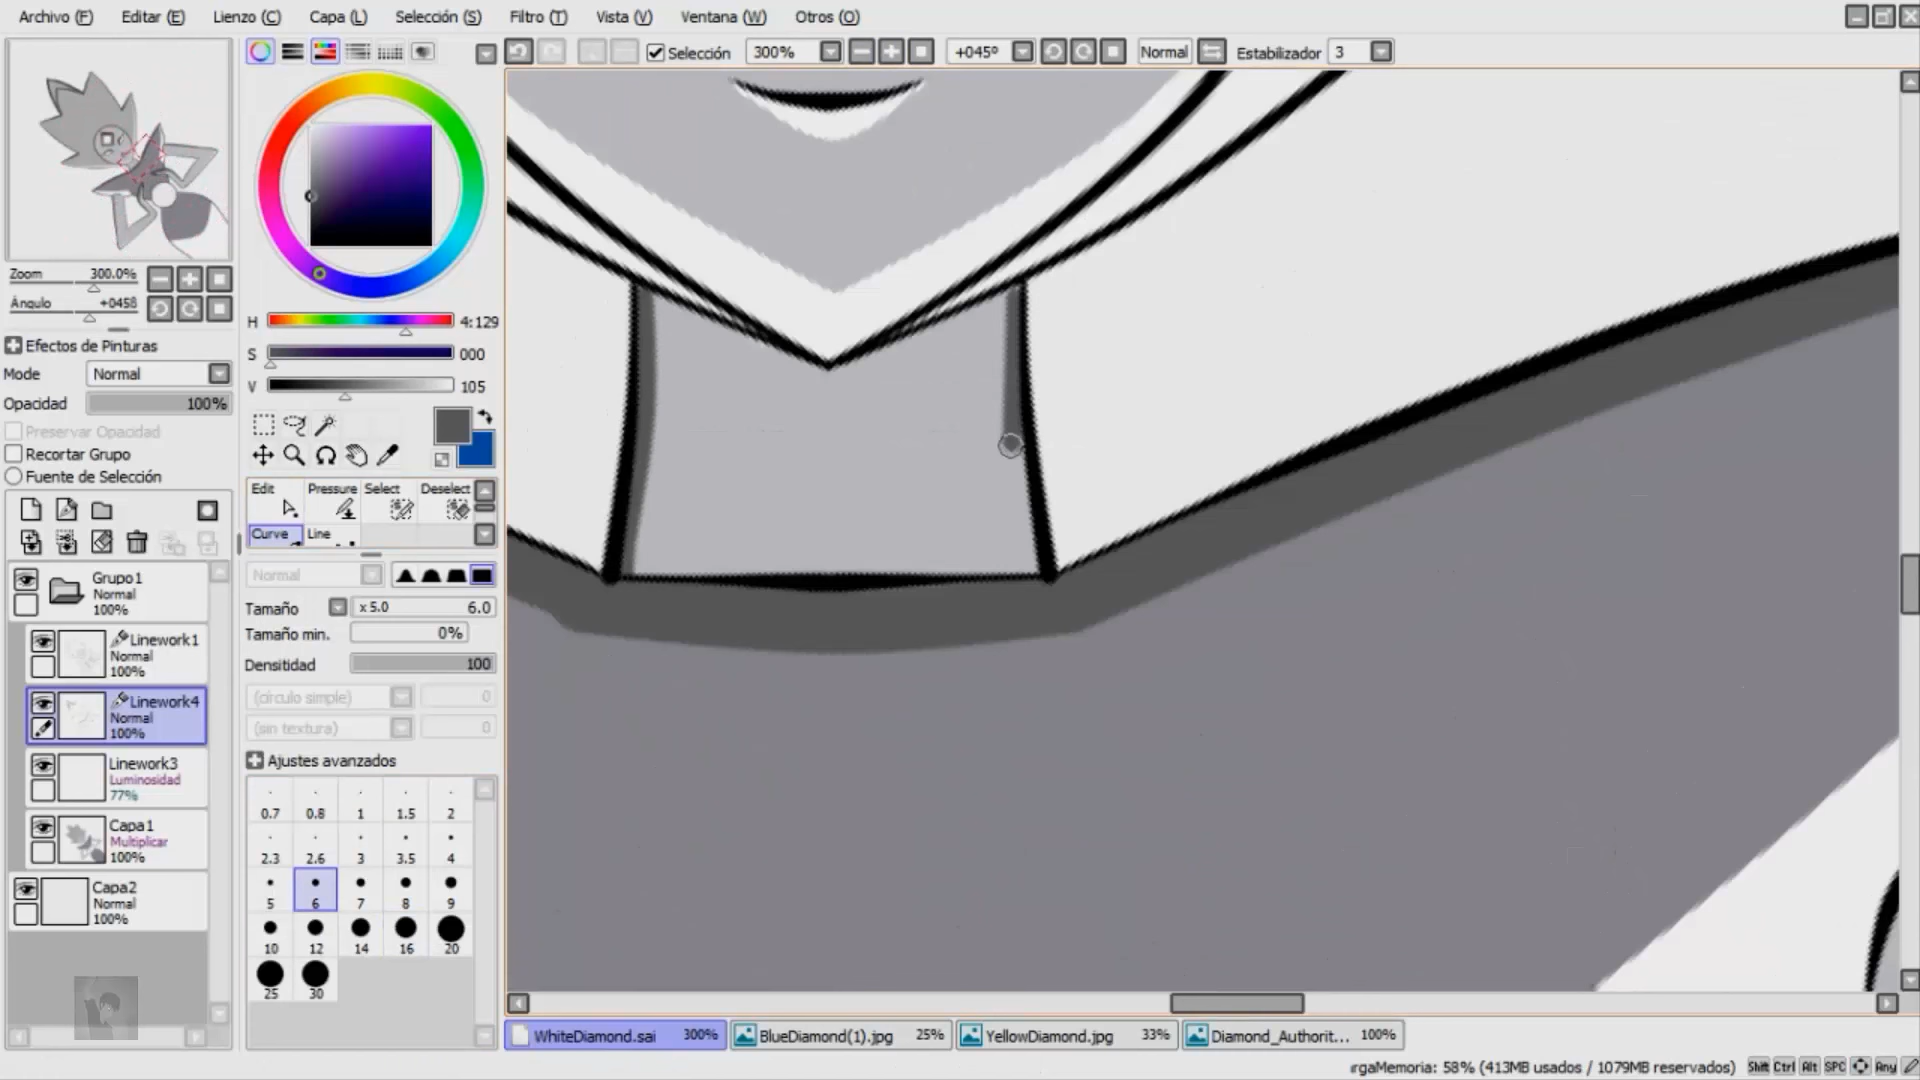 Archivo (F) Editar (E) Lienzo (C) Capa (L) Selección (S) Filtro (T) Vista (V) Ventana (W) Otros (O)
Selección 300% +045º Normal Estabilizador 3
Zoom 300.0%
Ángulo +045ß
Efectos de Pinturas
Mode Normal
Opacidad 100%
Preservar Opacidad
Recortar Grupo
Fuente de Selección
Grupo1
Normal
100%
Linework1
Normal
100%
Linework4
Normal
100%
Linework3
Luminosidad
77%
Capa1
Multiplicar
100%
Capa2
Normal
100%
H 4:129
S 000
V 105
Edit Pressure Select Deselect
Curve Line
Normal
Tamaño x 5.0 6.0
Tamaño min. 0%
Densitidad 100
(círculo simple) 0
(sin textura) 0
Ajustes avanzados
0.7 0.8 1 1.5 2
2.3 2.6 3 3.5 4
5 6 7 8 9
10 12 14 16 20
25 30
WhiteDiamond.sai 300% BlueDiamond(1).jpg 25% YellowDiamond.jpg 33% Diamond_Authorit... 100%
rgaMemoria: 58% (413MB usados / 1079MB reservados) Shift Ctrl Alt SPC Any